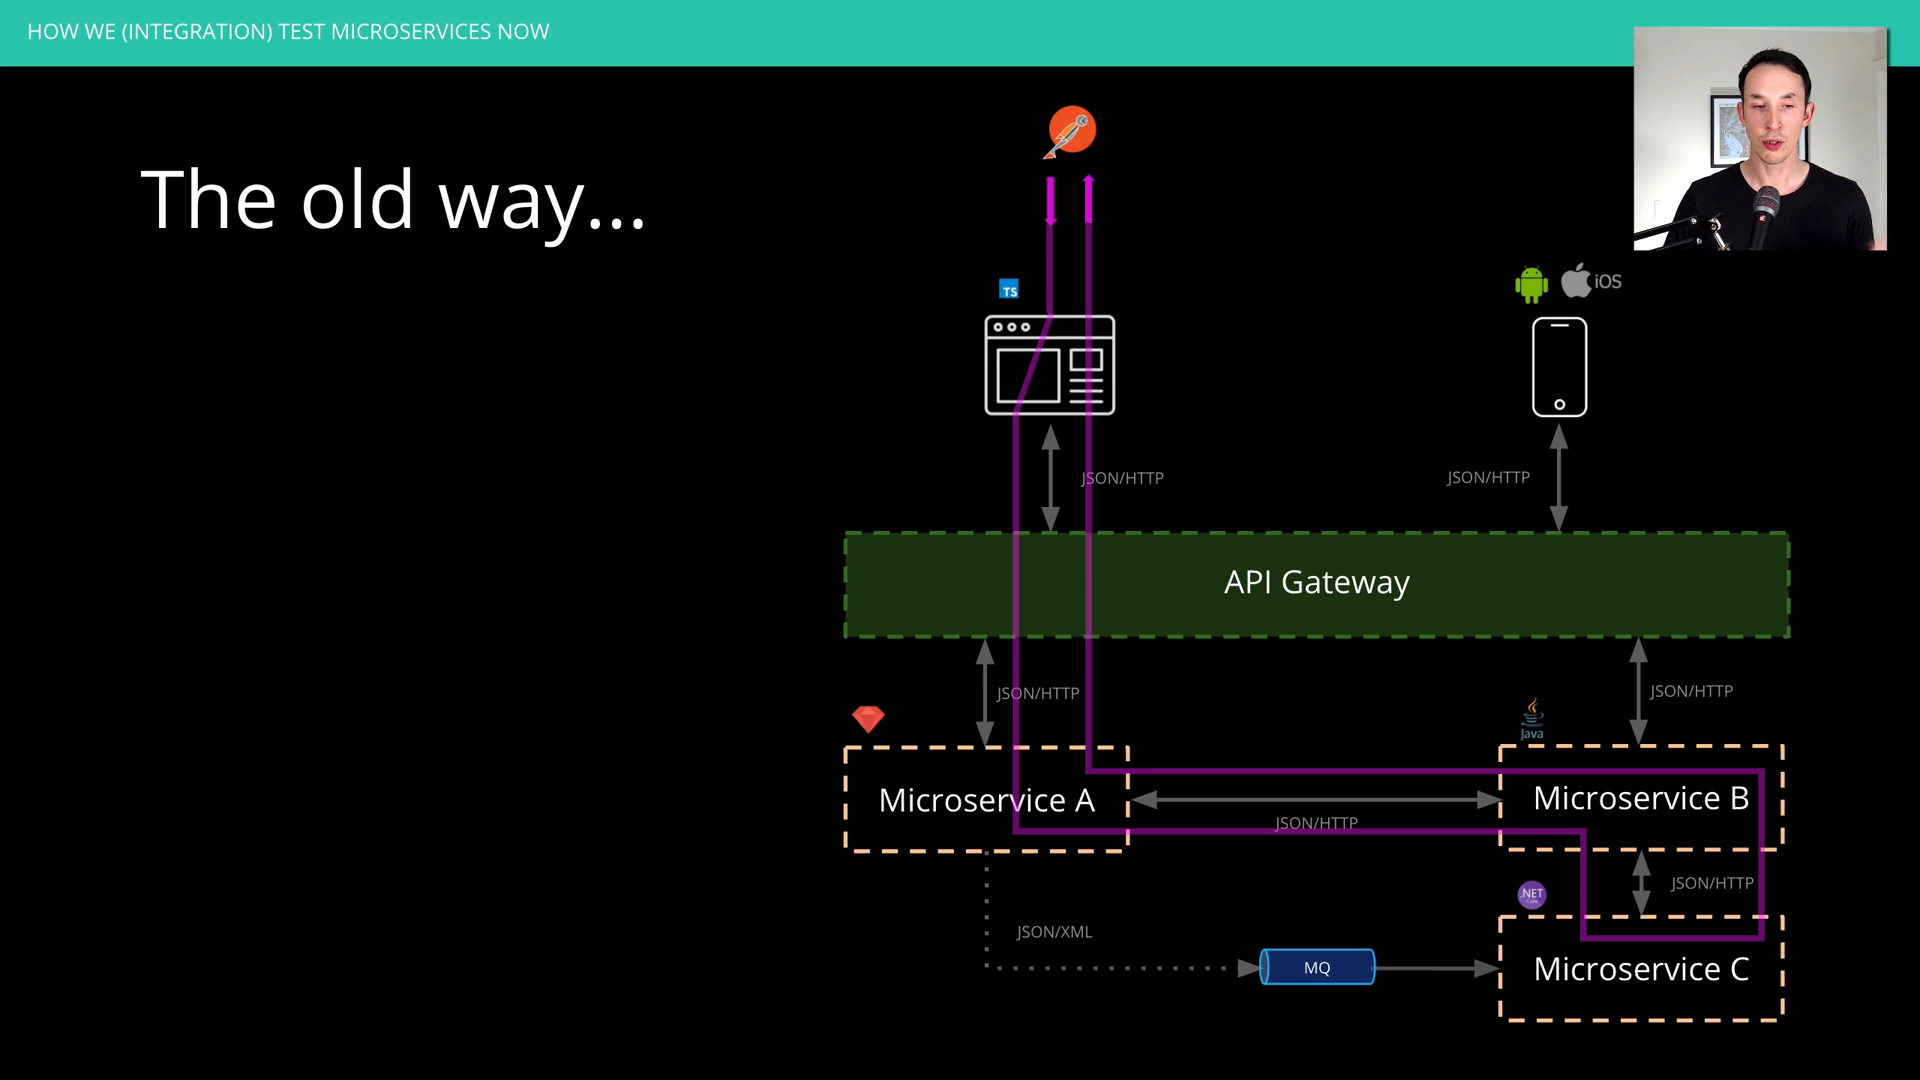 HOW WE (INTEGRATION) TEST MICROSERVICES NOW
The old way...
TS
iOS
JSON/HTTP
JSON/HTTP
API Gateway
JSON/HTTP
JSON/HTTP
Java
Microservice A
Microservice B
JSON/HTTP
JSON/HTTP
.NET
Core
JSON/XML
MQ
Microservice C